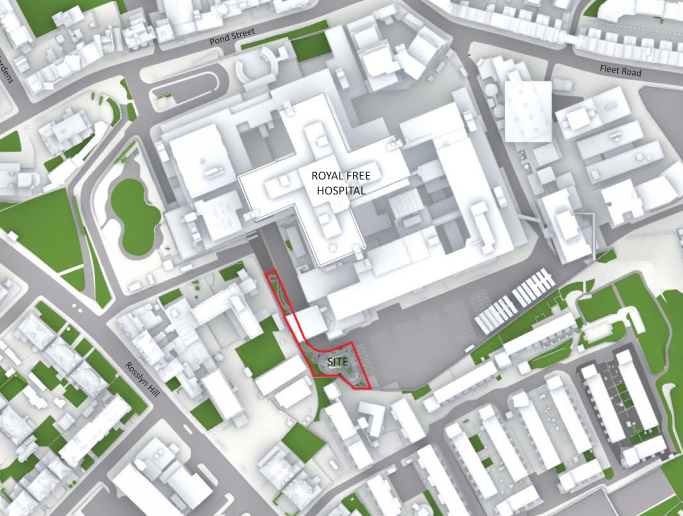 Pond Street
Fleet Road
ROYAL FREE
HOSPITAL
SITE
Rosslyn Hill